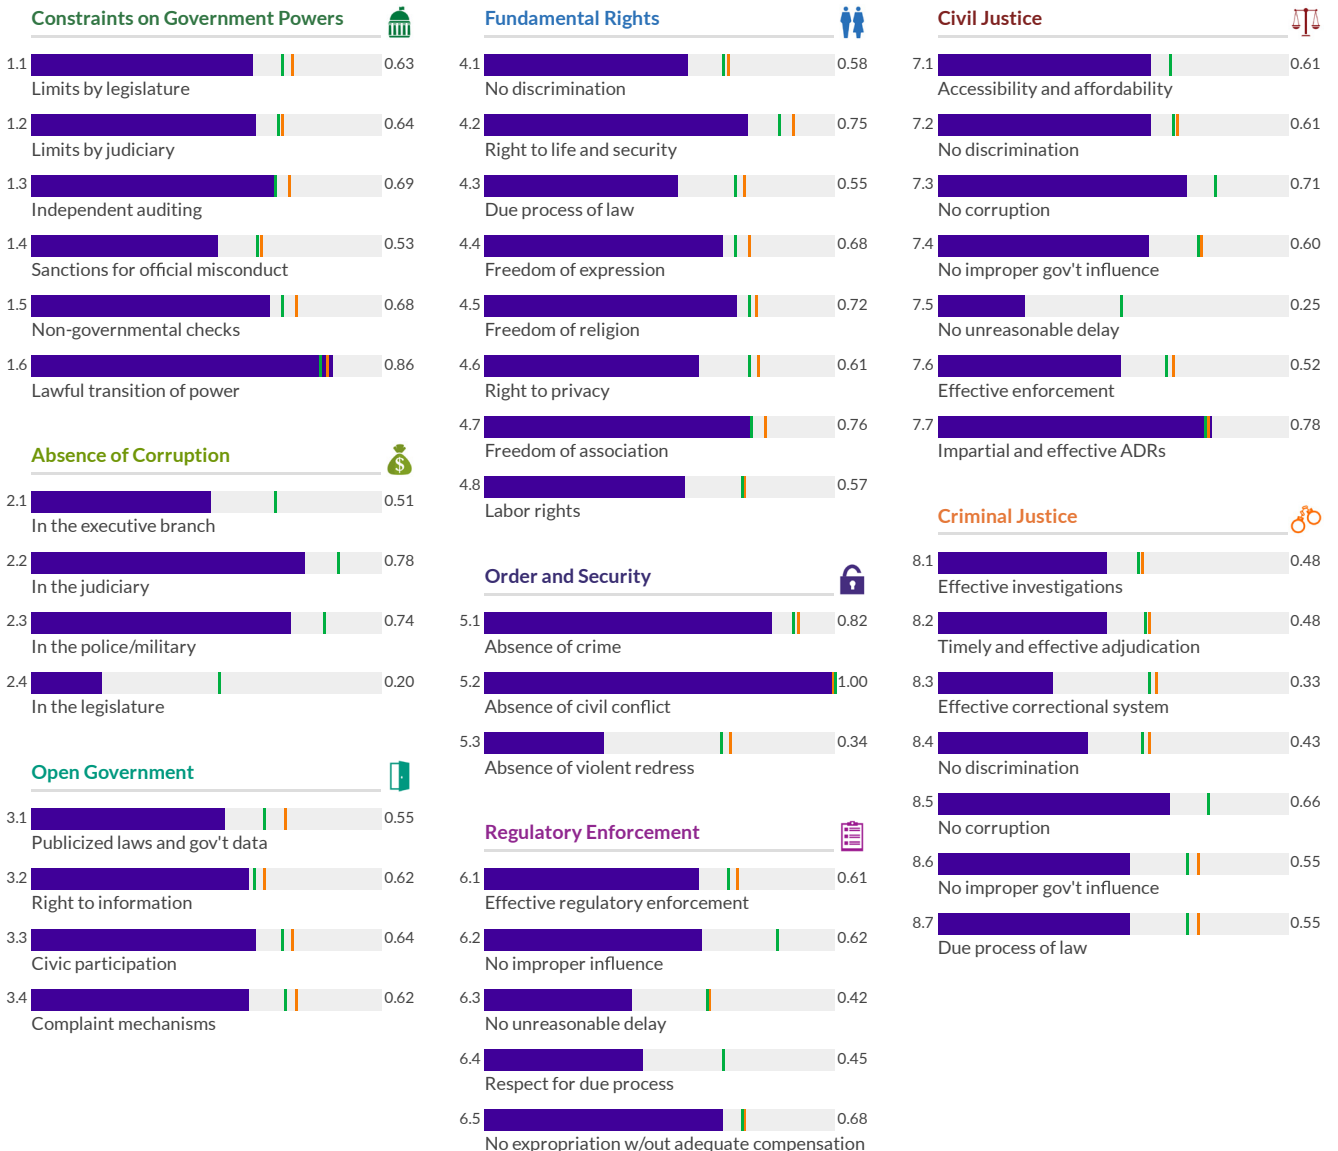 Constraints on Government Powers
1.1 0.63
Limits by legislature
1.2 0.64
Limits by judiciary
1.3 0.69
Independent auditing
1.4 0.53
Sanctions for official misconduct
1.5 0.68
Non-governmental checks
1.6 0.86
Lawful transition of power
Absence of Corruption
$
2.1 0.51
In the executive branch
2.2 0.78
In the judiciary
2.3 0.74
In the police/military
2.4 0.20
In the legislature
Open Government
3.1 0.55
Publicized laws and gov't data
3.2 0.62
Right to information
3.3 0.64
Civic participation
3.4 0.62
Complaint mechanisms
Fundamental Rights
4.1 0.58
No discrimination
4.2 0.75
Right to life and security
4.3 0.55
Due process of law
4.4 0.68
Freedom of expression
4.5 0.72
Freedom of religion
4.6 0.61
Right to privacy
4.7 0.76
Freedom of association
4.8 0.57
Labor rights
Order and Security
5.1 0.82
Absence of crime
5.2 1.00
Absence of civil conflict
5.3 0.34
Absence of violent redress
Regulatory Enforcement
6.1 0.61
Effective regulatory enforcement
6.2 0.62
No improper influence
6.3 0.42
No unreasonable delay
6.4 0.45
Respect for due process
6.5 0.68
No expropriation w/out adequate compensation
Civil Justice
7.1 0.61
Accessibility and affordability
7.2 0.61
No discrimination
7.3 0.71
No corruption
7.4 0.60
No improper gov't influence
7.5 0.25
No unreasonable delay
7.6 0.52
Effective enforcement
7.7 0.78
Impartial and effective ADRs
Criminal Justice
8.1 0.48
Effective investigations
8.2 0.48
Timely and effective adjudication
8.3 0.33
Effective correctional system
8.4 0.43
No discrimination
8.5 0.66
No corruption
8.6 0.55
No improper gov't influence
8.7 0.55
Due process of law